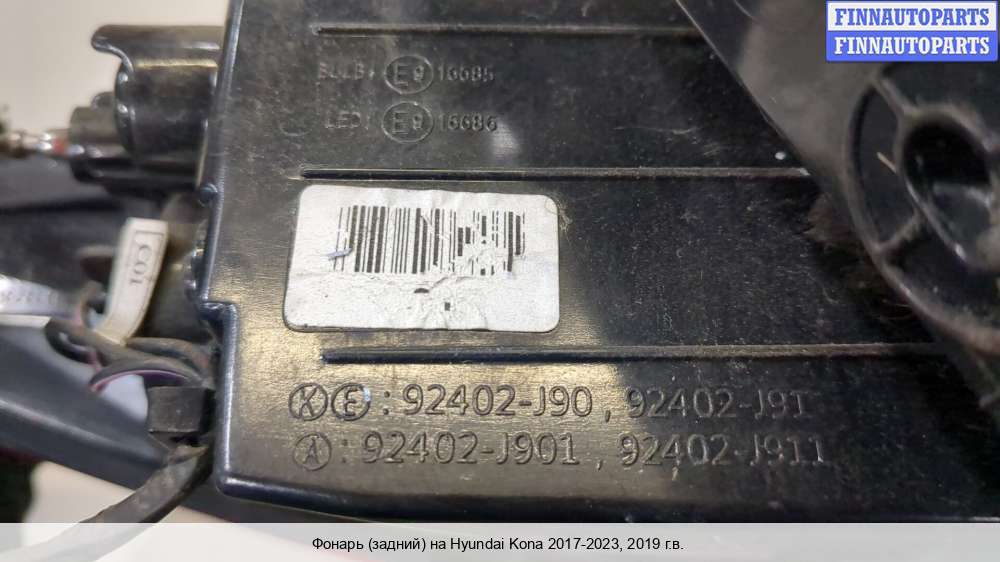 FINNAUTOPARTS
FINNAUTOPARTS
BULB: E9 16685
LED: E9 16686
C01
K E : 92402-J90 , 92402-J91
A : 92402-J901 , 92402-J911
Фонарь (задний) на Hyundai Kona 2017-2023, 2019 г.в.